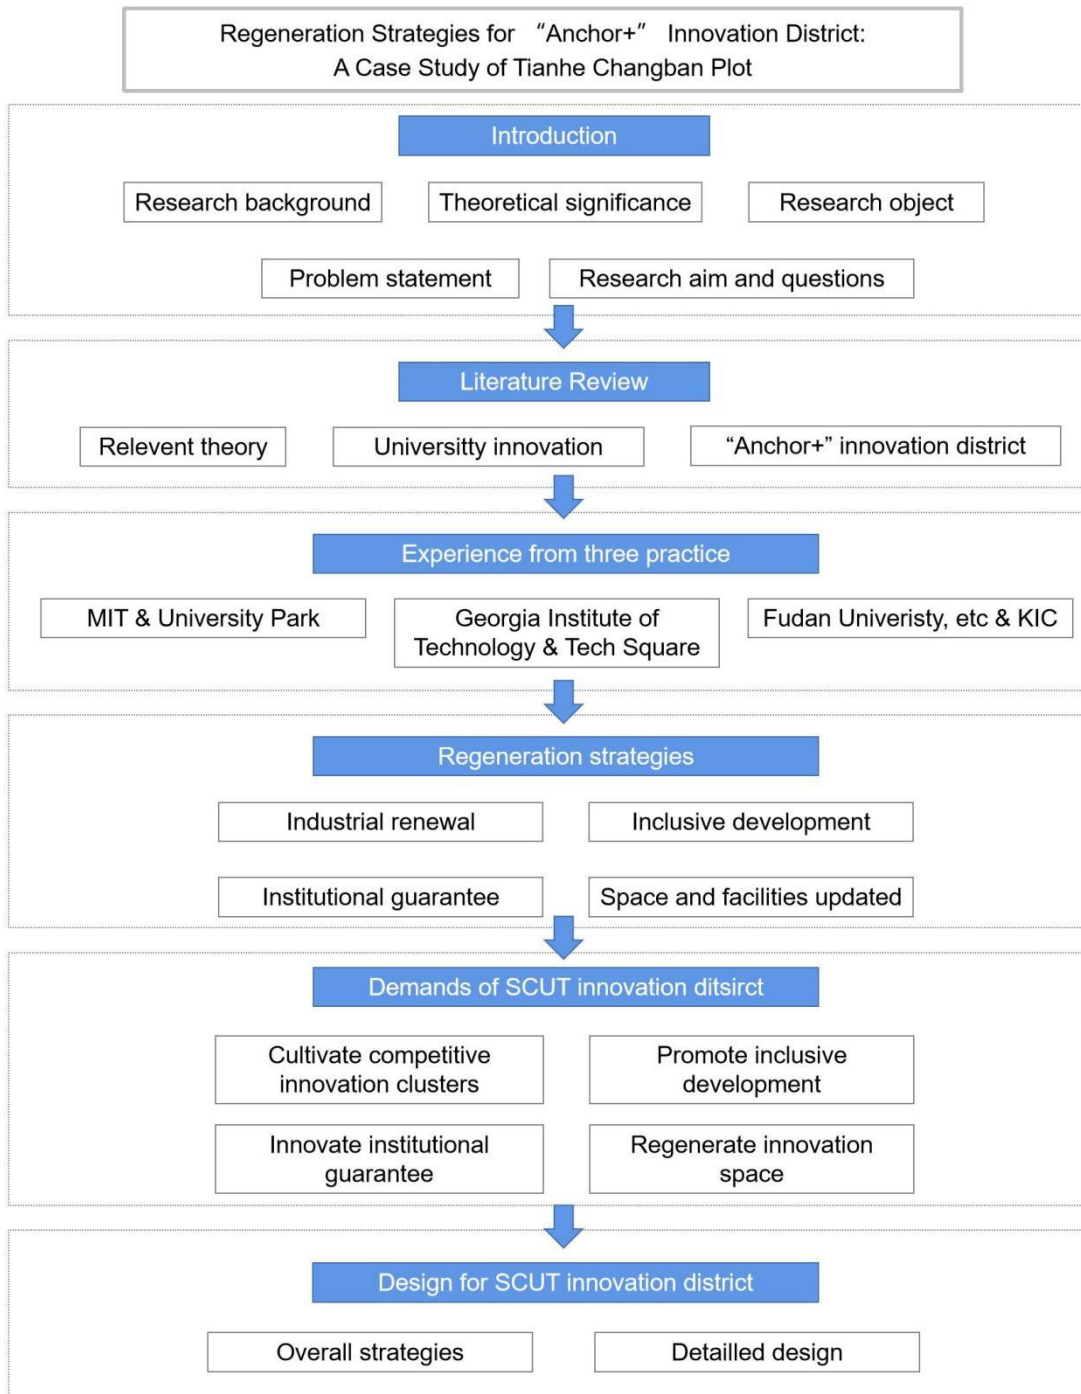 Regeneration Strategies for “Anchor+” Innovation District:
A Case Study of Tianhe Changban Plot
Introduction
Research background
Theoretical significance
Research object
Problem statement
Research aim and questions
Literature Review
Relevent theory
Universitty innovation
“Anchor+” innovation district
Experience from three practice
MIT & University Park
Georgia Institute of
Technology & Tech Square
Fudan Univeristy, etc & KIC
Regeneration strategies
Industrial renewal
Inclusive development
Institutional guarantee
Space and facilities updated
Demands of SCUT innovation ditsirct
Cultivate competitive
innovation clusters
Promote inclusive
development
Innovate institutional
guarantee
Regenerate innovation
space
Design for SCUT innovation district
Overall strategies
Detailled design